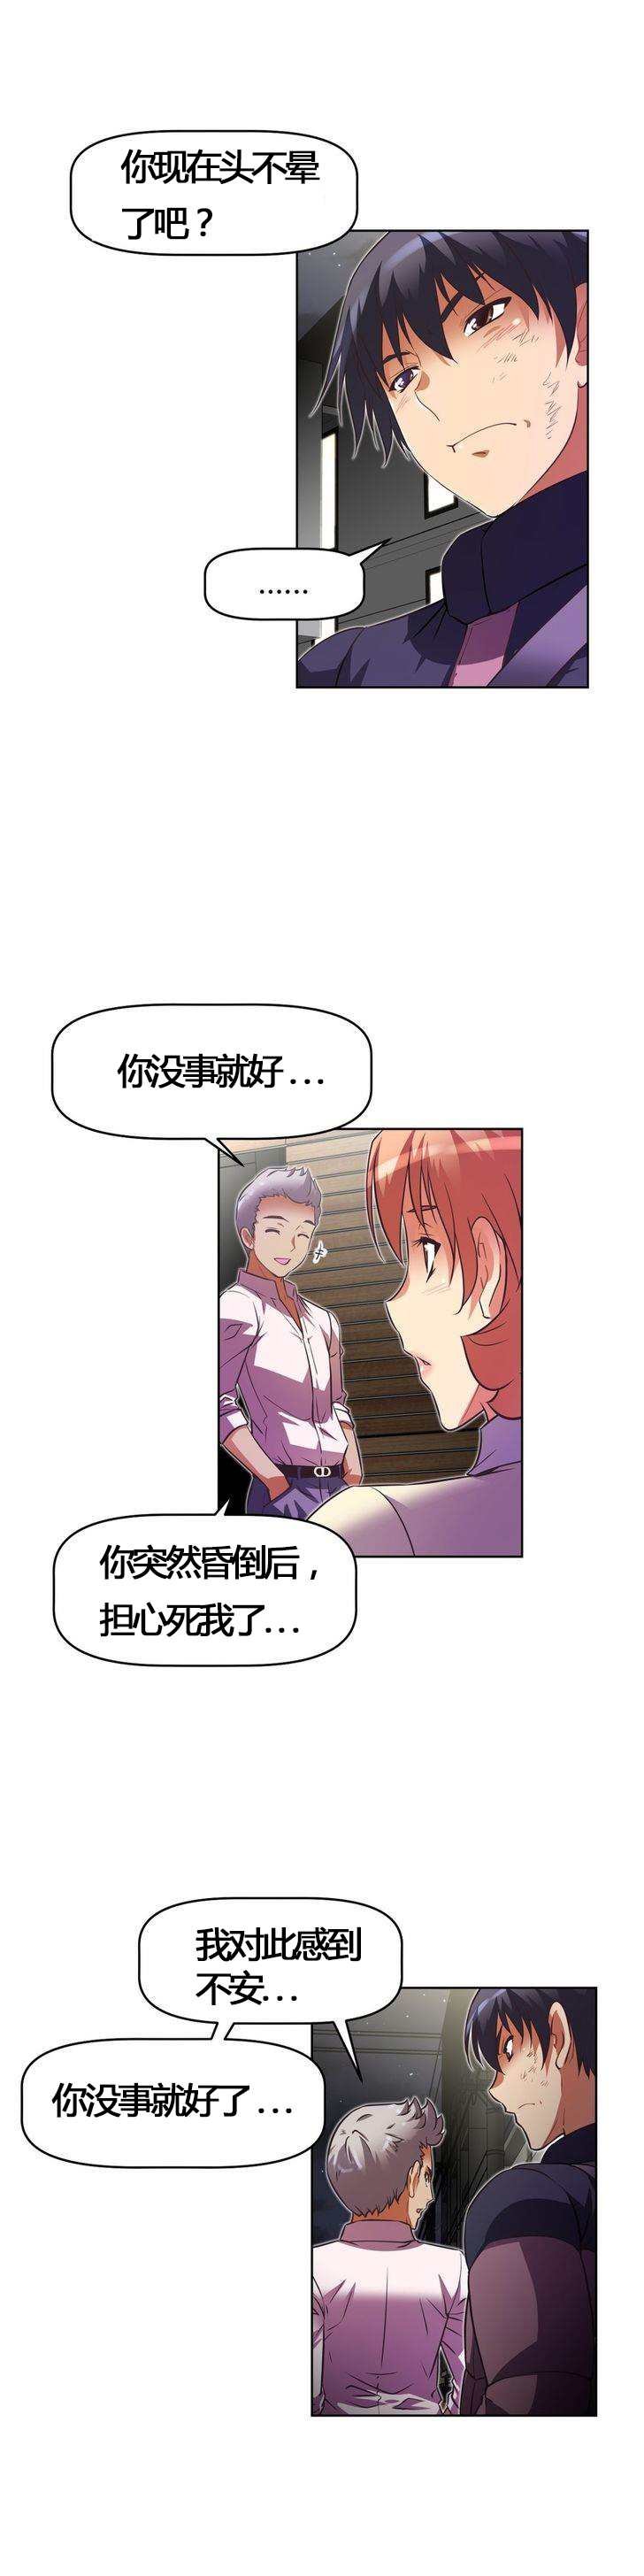 你现在头不晕
了吧？
......
你没事就好...
你突然昏倒后，
担心死我了...
我对此感到
不安...
你没事就好了...